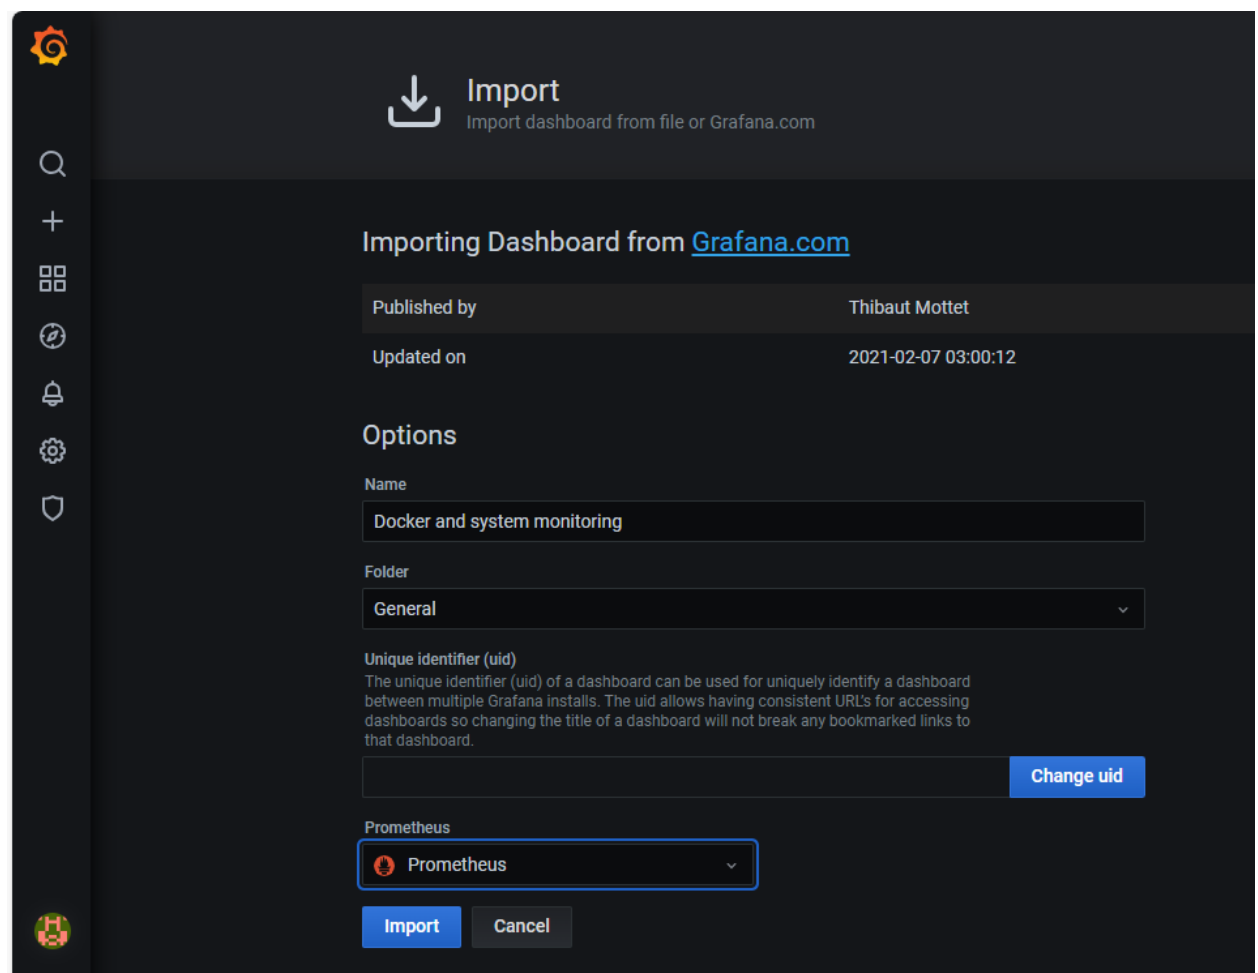 Import
Import dashboard from file or Grafana.com
Importing Dashboard from Grafana.com
Published by Thibaut Mottet
Updated on 2021-02-07 03:00:12
Options
Name
Docker and system monitoring
Folder
General
Unique identifier (uid)
The unique identifier (uid) of a dashboard can be used for uniquely identify a dashboard
between multiple Grafana installs. The uid allows having consistent URL's for accessing
dashboards so changing the title of a dashboard will not break any bookmarked links to
that dashboard.
Change uid
Prometheus
Prometheus
Import Cancel